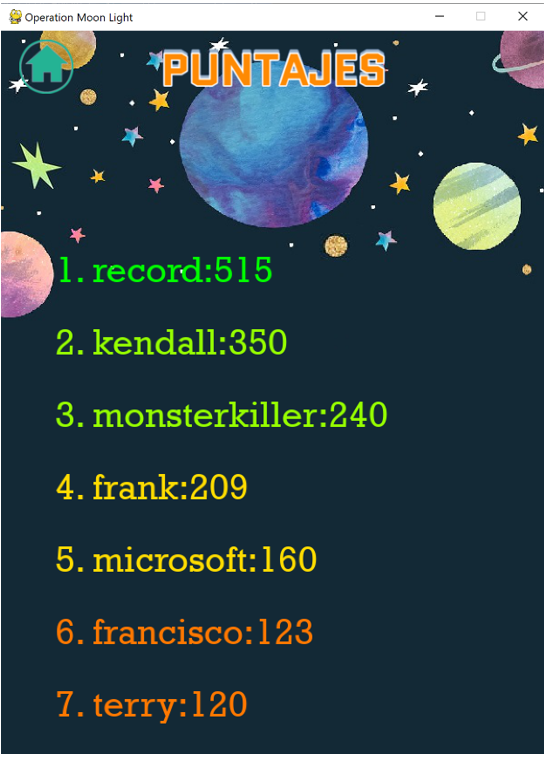 Operation Moon Light
PUNTAJES
1. record:515
2. kendall:350
3. monsterkiller:240
4. frank:209
5. microsoft:160
6. francisco:123
7. terry:120